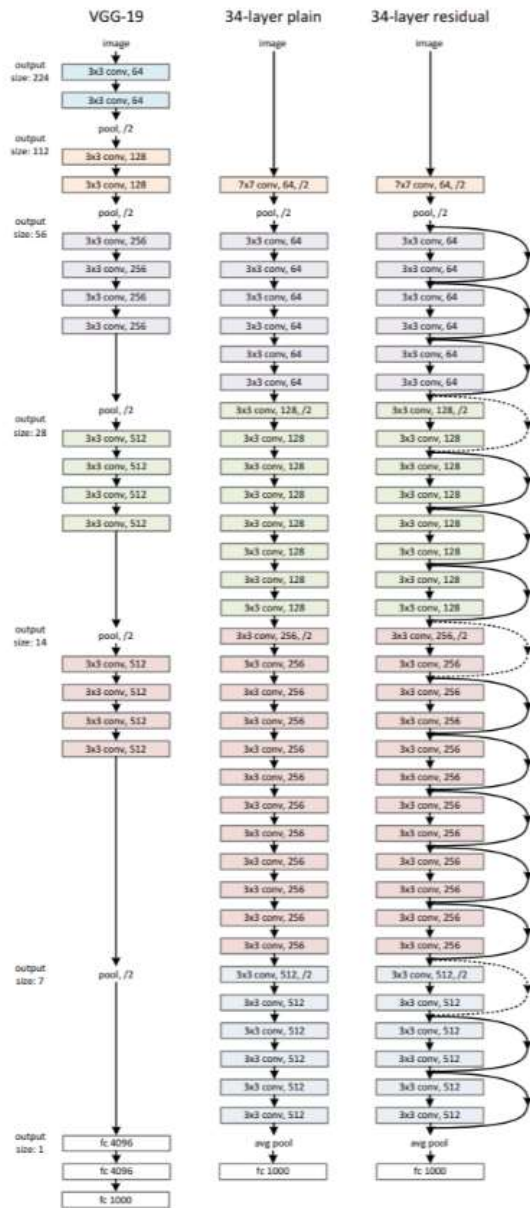 VGG-19
34-layer plain
34-layer residual
output
size: 224
output
size: 112
output
size: 56
output
size: 28
output
size: 14
output
size: 7
output
size: 1
image
3x3 conv, 64
3x3 conv, 64
pool, /2
3x3 conv, 128
3x3 conv, 128
pool, /2
3x3 conv, 256
3x3 conv, 256
3x3 conv, 256
3x3 conv, 256
pool, /2
3x3 conv, 512
3x3 conv, 512
3x3 conv, 512
3x3 conv, 512
pool, /2
3x3 conv, 512
3x3 conv, 512
3x3 conv, 512
3x3 conv, 512
pool, /2
fc 4096
fc 4096
fc 1000
image
7x7 conv, 64, /2
pool, /2
3x3 conv, 64
3x3 conv, 64
3x3 conv, 64
3x3 conv, 64
3x3 conv, 64
3x3 conv, 64
3x3 conv, 128, /2
3x3 conv, 128
3x3 conv, 128
3x3 conv, 128
3x3 conv, 128
3x3 conv, 128
3x3 conv, 128
3x3 conv, 128
3x3 conv, 256, /2
3x3 conv, 256
3x3 conv, 256
3x3 conv, 256
3x3 conv, 256
3x3 conv, 256
3x3 conv, 256
3x3 conv, 256
3x3 conv, 256
3x3 conv, 256
3x3 conv, 256
3x3 conv, 256
3x3 conv, 512, /2
3x3 conv, 512
3x3 conv, 512
3x3 conv, 512
3x3 conv, 512
3x3 conv, 512
avg pool
fc 1000
image
7x7 conv, 64, /2
pool, /2
3x3 conv, 64
3x3 conv, 64
3x3 conv, 64
3x3 conv, 64
3x3 conv, 64
3x3 conv, 64
3x3 conv, 128, /2
3x3 conv, 128
3x3 conv, 128
3x3 conv, 128
3x3 conv, 128
3x3 conv, 128
3x3 conv, 128
3x3 conv, 128
3x3 conv, 256, /2
3x3 conv, 256
3x3 conv, 256
3x3 conv, 256
3x3 conv, 256
3x3 conv, 256
3x3 conv, 256
3x3 conv, 256
3x3 conv, 256
3x3 conv, 256
3x3 conv, 256
3x3 conv, 256
3x3 conv, 512, /2
3x3 conv, 512
3x3 conv, 512
3x3 conv, 512
3x3 conv, 512
3x3 conv, 512
avg pool
fc 1000